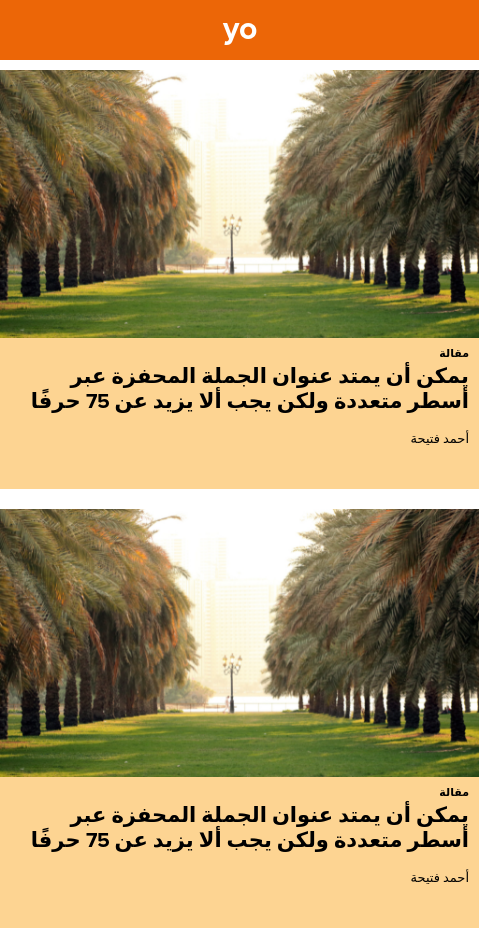 yo
مقالة
يمكن أن يمتد عنوان الجملة المحفزة عبر
أسطر متعددة ولكن يجب ألا يزيد عن 75 حرفًا
أحمد فتيحة
مقالة
يمكن أن يمتد عنوان الجملة المحفزة عبر
أسطر متعددة ولكن يجب ألا يزيد عن 75 حرفًا
أحمد فتيحة